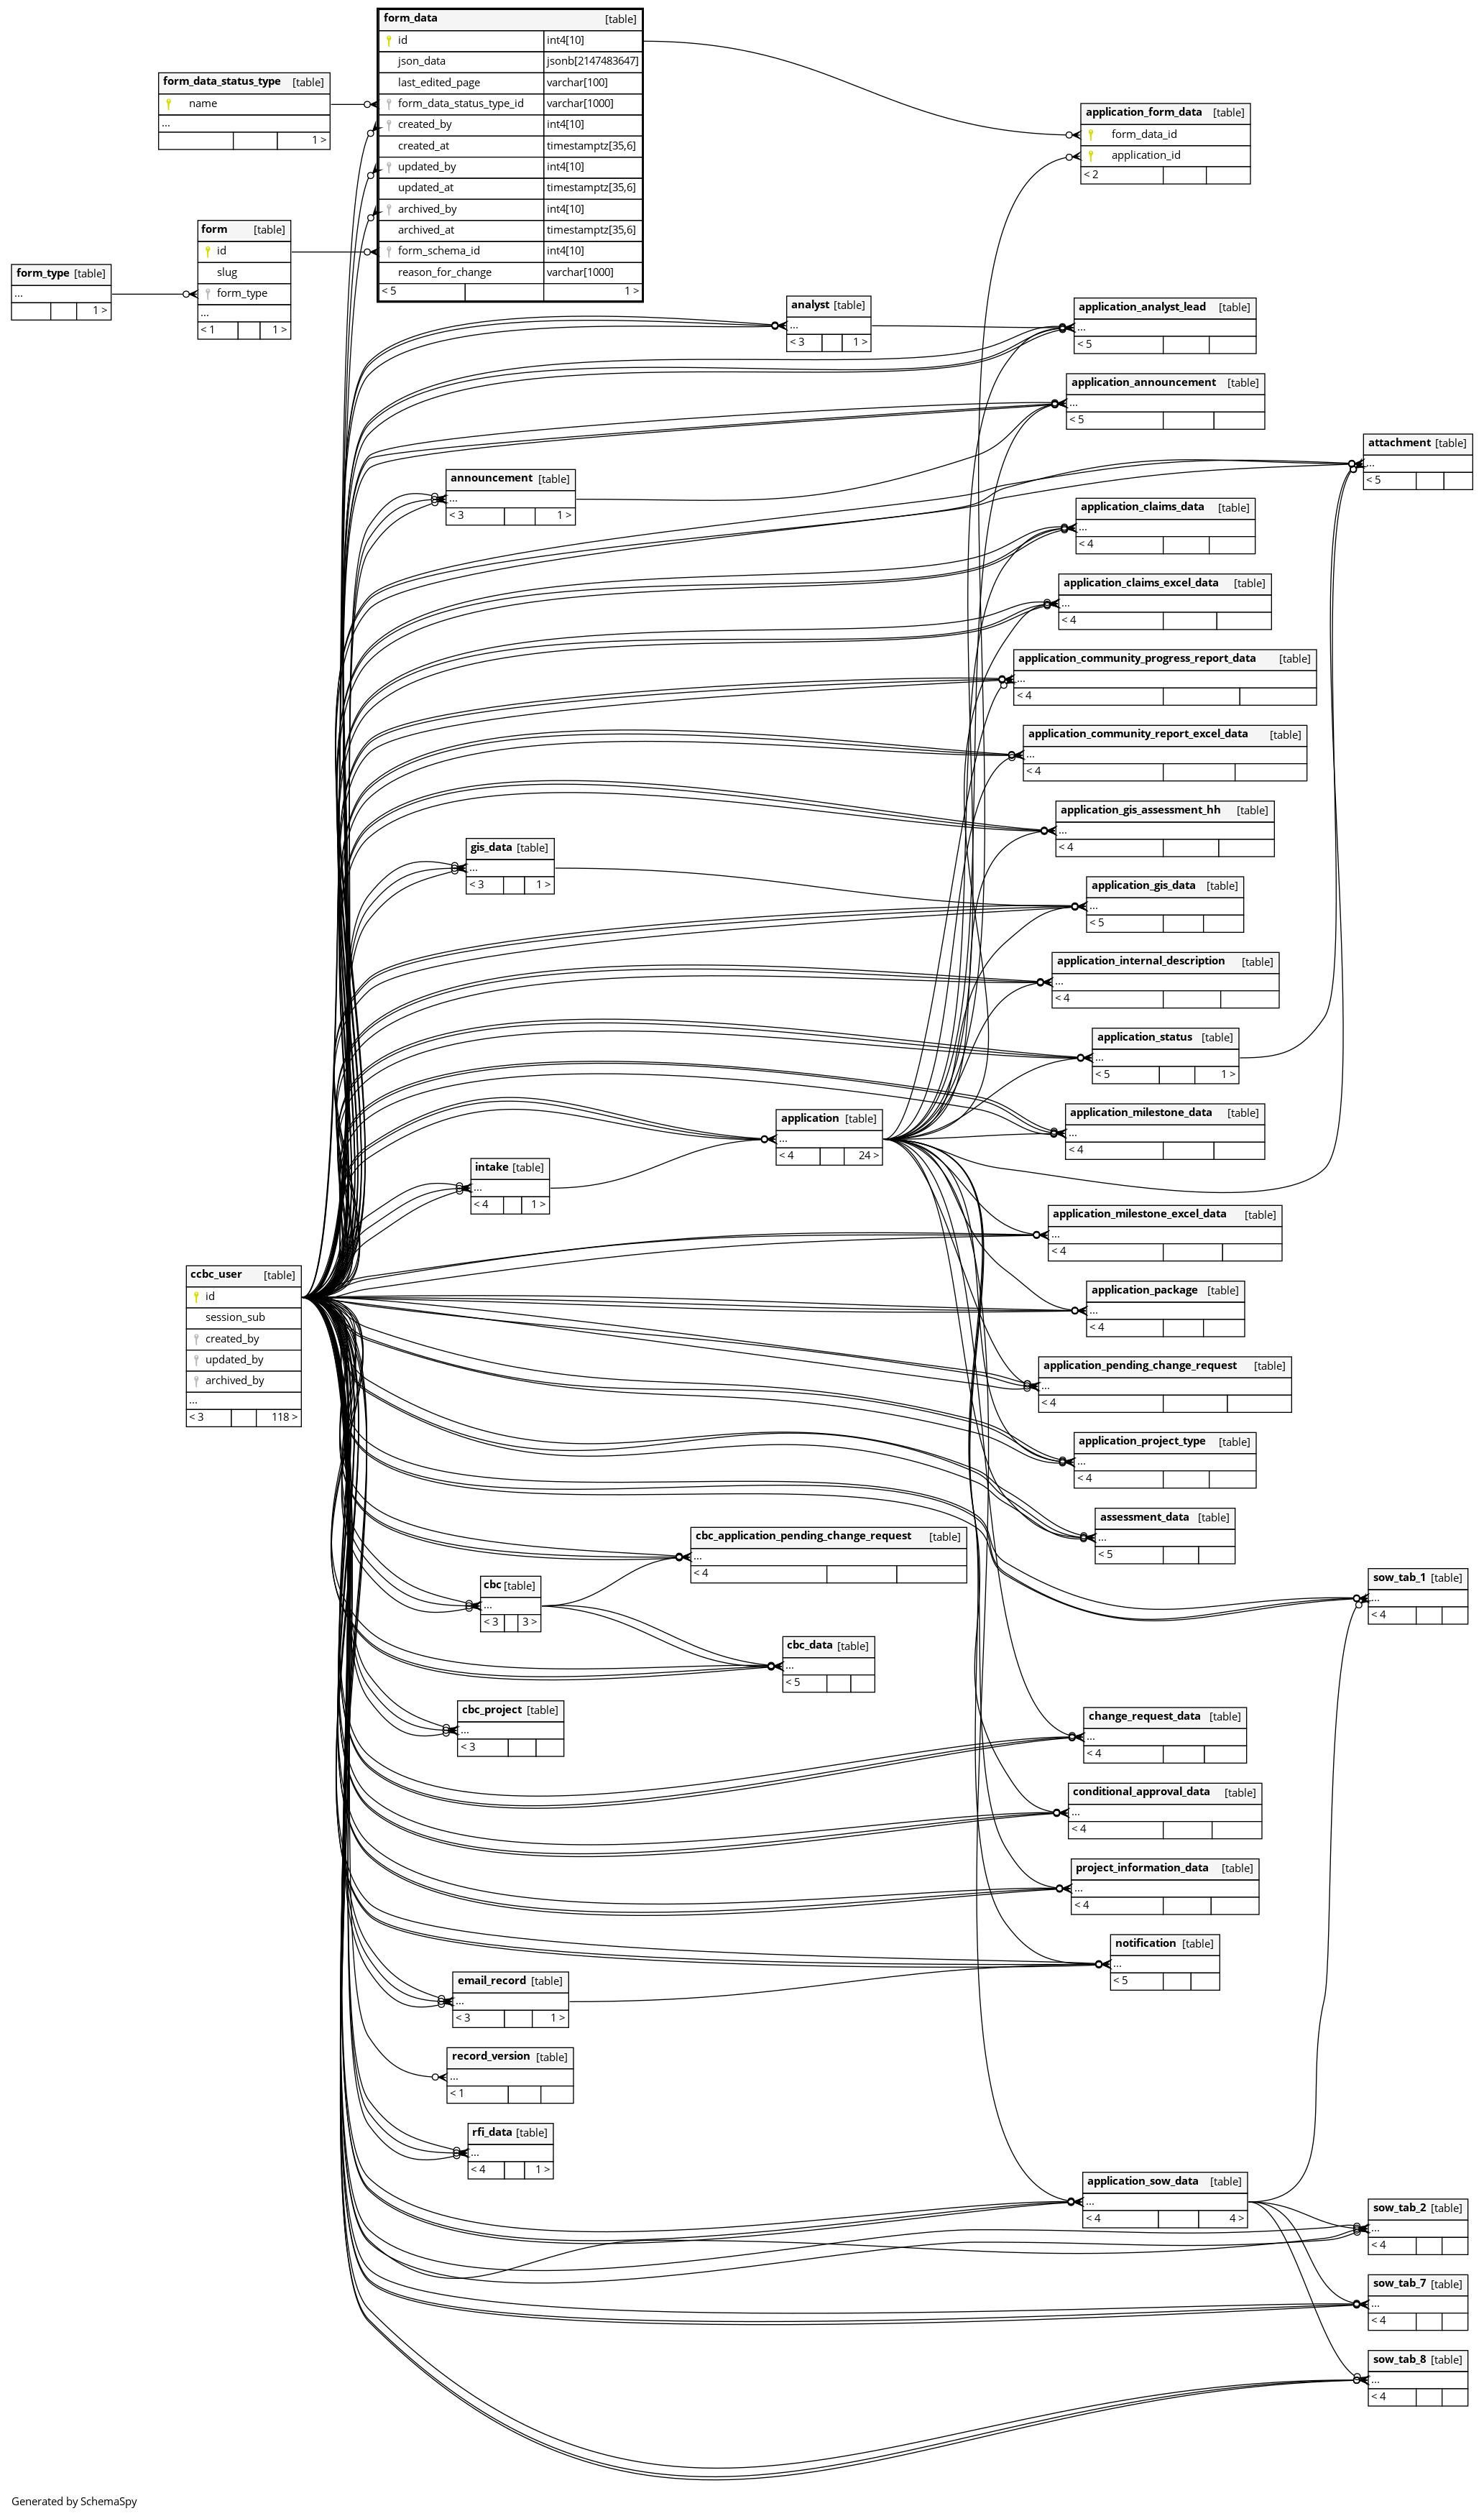 form_data [table]
id int4[10]
json_data jsonb[2147483647]
last_edited_page varchar[100]
form_data_status_type_id varchar[1000]
created_by int4[10]
created_at timestamptz[35,6]
updated_by int4[10]
updated_at timestamptz[35,6]
archived_by int4[10]
archived_at timestamptz[35,6]
form_schema_id int4[10]
reason_for_change varchar[1000]
< 5 1 >
form_data_status_type [table]
name
...
1 >
application_form_data [table]
form_data_id
application_id
< 2
form [table]
id
slug
form_type
...
< 1 1 >
form_type [table]
...
1 >
analyst [table]
...
< 3 1 >
application_analyst_lead [table]
...
< 5
application_announcement [table]
...
< 5
attachment [table]
...
< 5
announcement [table]
...
< 3 1 >
application_claims_data [table]
...
< 4
application_claims_excel_data [table]
...
< 4
application_community_progress_report_data [table]
...
< 4
application_community_report_excel_data [table]
...
< 4
application_gis_assessment_hh [table]
...
< 4
gis_data [table]
...
< 3 1 >
application_gis_data [table]
...
< 5
application_internal_description [table]
...
< 4
application_status [table]
...
< 5 1 >
application_milestone_data [table]
...
< 4
application [table]
...
< 4 24 >
intake [table]
...
< 4 1 >
application_milestone_excel_data [table]
...
< 4
ccbc_user [table]
id
session_sub
created_by
updated_by
archived_by
...
< 3 118 >
application_package [table]
...
< 4
application_pending_change_request [table]
...
< 4
application_project_type [table]
...
< 4
assessment_data [table]
...
< 5
cbc_application_pending_change_request [table]
...
< 4
cbc [table]
...
< 3 3 >
sow_tab_1 [table]
...
< 4
cbc_data [table]
...
< 5
cbc_project [table]
...
< 3
change_request_data [table]
...
< 4
conditional_approval_data [table]
...
< 4
project_information_data [table]
...
< 4
notification [table]
...
< 5
email_record [table]
...
< 3 1 >
record_version [table]
...
< 1
rfi_data [table]
...
< 4 1 >
application_sow_data [table]
...
< 4 4 >
sow_tab_2 [table]
...
< 4
sow_tab_7 [table]
...
< 4
sow_tab_8 [table]
...
< 4
Generated by SchemaSpy